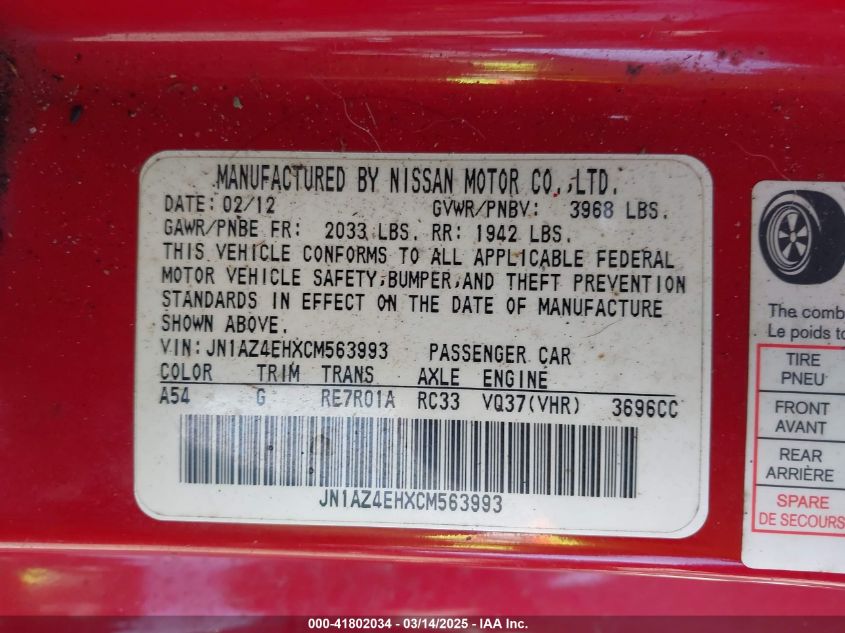 MANUFACTURED BY NISSAN MOTOR CO.,LTD.
DATE: 02/12 GVWR/PNBV: 3968 LBS.
GAWR/PNBE FR: 2033 LBS. RR: 1942 LBS.
THIS VEHICLE CONFORMS TO ALL APPLICABLE FEDERAL
MOTOR VEHICLE SAFETY,BUMPER,AND THEFT PREVENTION
STANDARDS IN EFFECT ON THE DATE OF MANUFACTURE
SHOWN ABOVE.
VIN: JN1AZ4EHXCM563993 PASSENGER CAR
COLOR TRIM TRANS AXLE ENGINE
A54 G RE7R01A RC33 VQ37(VHR) 3696CC
JN1AZ4EHXCM563993
The comb
Le poids to
TIRE
PNEU
FRONT
AVANT
REAR
ARRIÈRE
SPARE
DE SECOURS
000-41802034 - 03/14/2025 - IAA Inc.